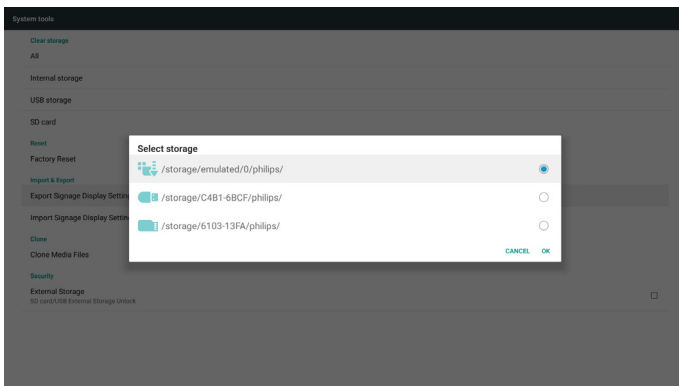 System tools
Clear storage
All
Internal storage
USB storage
SD card
Reset
Factory Reset
Import & Export
Export Signage Display Setting
Import Signage Display Settin
Clone
Clone Media Files
Security
External Storage
SD card/USB External Storage Unlock
Select storage
/storage/emulated/0/philips/
/storage/C4B1-6BCF/philips/
/storage/6103-13FA/philips/
CANCEL OK